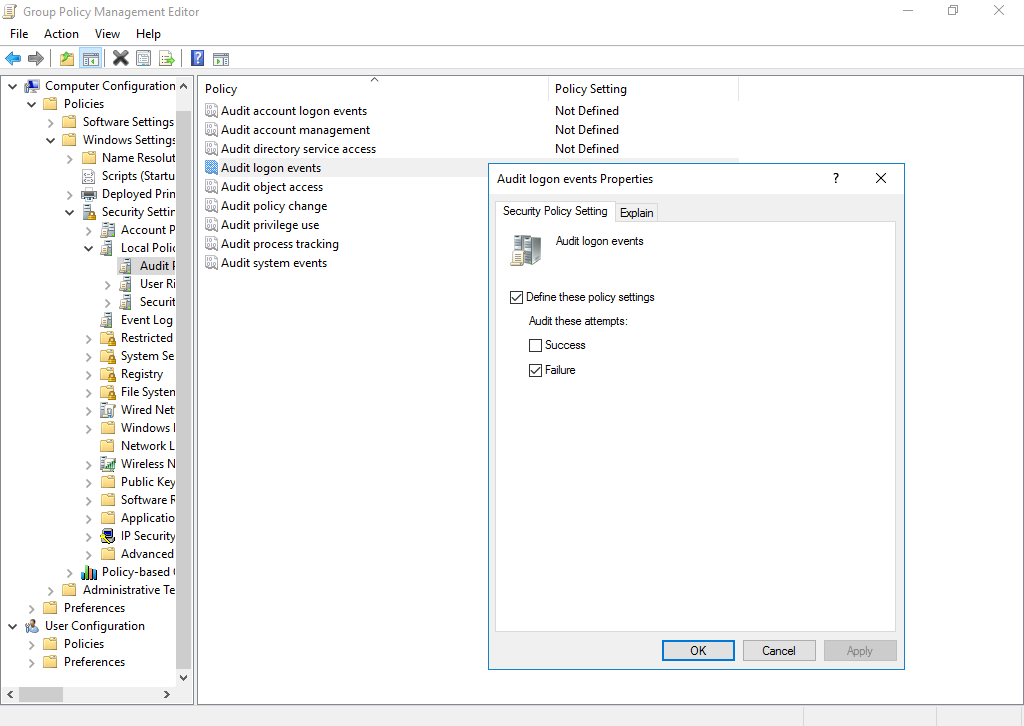 Group Policy Management Editor
File Action View Help
Computer Configuration
Policies
Software Settings
Windows Settings
Name Resolut
Scripts (Startu
Deployed Prin
Security Settin
Account P
Local Polic
Audit P
User Ri
Securit
Event Log
Restricted
System Se
Registry
File System
Wired Net
Windows
Network L
Wireless N
Public Key
Software R
Applicatio
IP Security
Advanced
Policy-based
Administrative Te
Preferences
User Configuration
Policies
Preferences
Policy Policy Setting
Audit account logon events Not Defined
Audit account management Not Defined
Audit directory service access Not Defined
Audit logon events
Audit object access
Audit policy change
Audit privilege use
Audit process tracking
Audit system events
Audit logon events Properties ?
Security Policy Setting Explain
Audit logon events
Define these policy settings
Audit these attempts:
Success
Failure
OK Cancel Apply